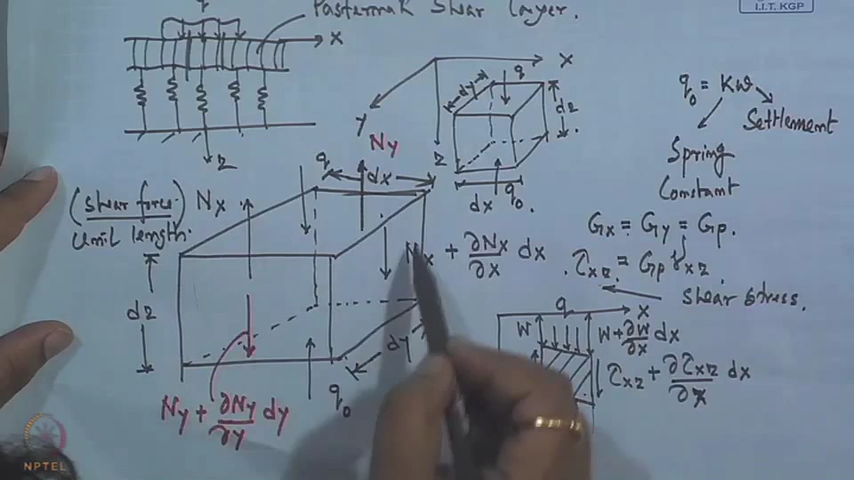 Pasternak Shear layer.
I.I.T. KGP
q
X
Z
X
Y
Z
dy
q
dz
dx
q₀
q₀ = Kw
Settlement
Spring
Constant
Gx = Gy = Gp.
τxz = Gp γxz.
Shear stress.
(Shear force)
Unit length.
Nx
q
dx
Ny
Nx + ∂Nx/∂x dx
dz
dy
q₀
Ny + ∂Ny/∂y dy
q
X
W
W + ∂W/∂x dx
τxz + ∂τxz/∂x dx
NPTEL